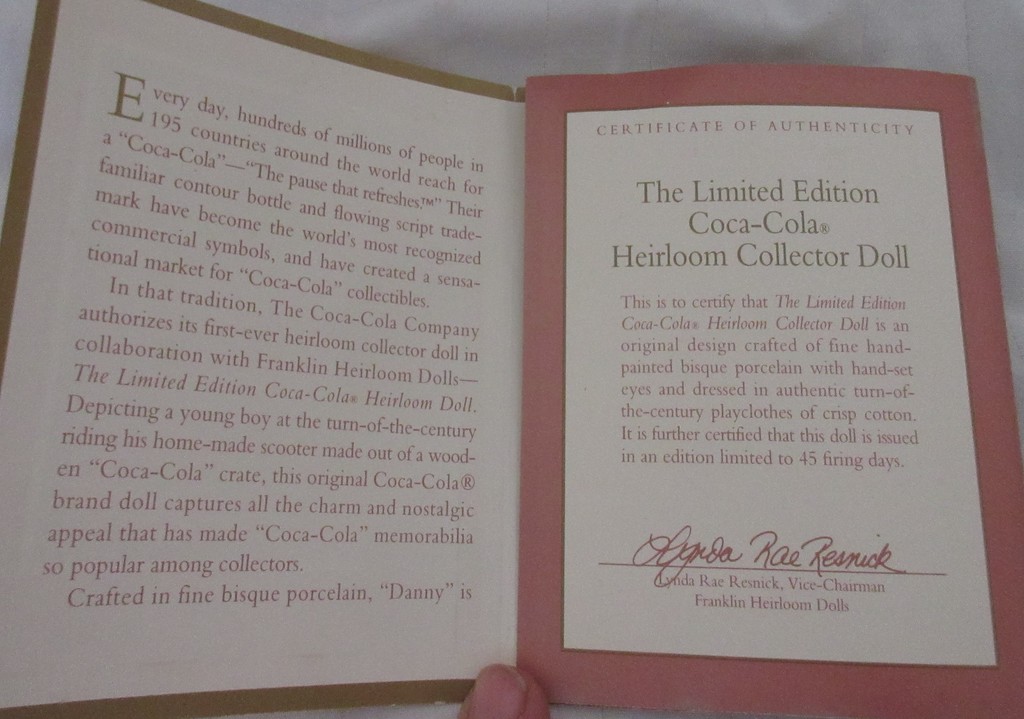 Every day, hundreds of millions of people in
195 countries around the world reach for
a “Coca-Cola”—“The pause that refreshes.™” Their
familiar contour bottle and flowing script trade-
mark have become the world's most recognized
commercial symbols, and have created a sensa-
tional market for “Coca-Cola” collectibles.
In that tradition, The Coca-Cola Company
authorizes its first-ever heirloom collector doll in
collaboration with Franklin Heirloom Dolls—
The Limited Edition Coca-Cola® Heirloom Doll.
Depicting a young boy at the turn-of-the-century
riding his home-made scooter made out of a wood-
en “Coca-Cola” crate, this original Coca-Cola®
brand doll captures all the charm and nostalgic
appeal that has made “Coca-Cola” memorabilia
so popular among collectors.
Crafted in fine bisque porcelain, “Danny” is
CERTIFICATE OF AUTHENTICITY
The Limited Edition
Coca-Cola®
Heirloom Collector Doll
This is to certify that The Limited Edition
Coca-Cola® Heirloom Collector Doll is an
original design crafted of fine hand-
painted bisque porcelain with hand-set
eyes and dressed in authentic turn-of-
the-century playclothes of crisp cotton.
It is further certified that this doll is issued
in an edition limited to 45 firing days.
Lynda Rae Resnick
Lynda Rae Resnick, Vice-Chairman
Franklin Heirloom Dolls